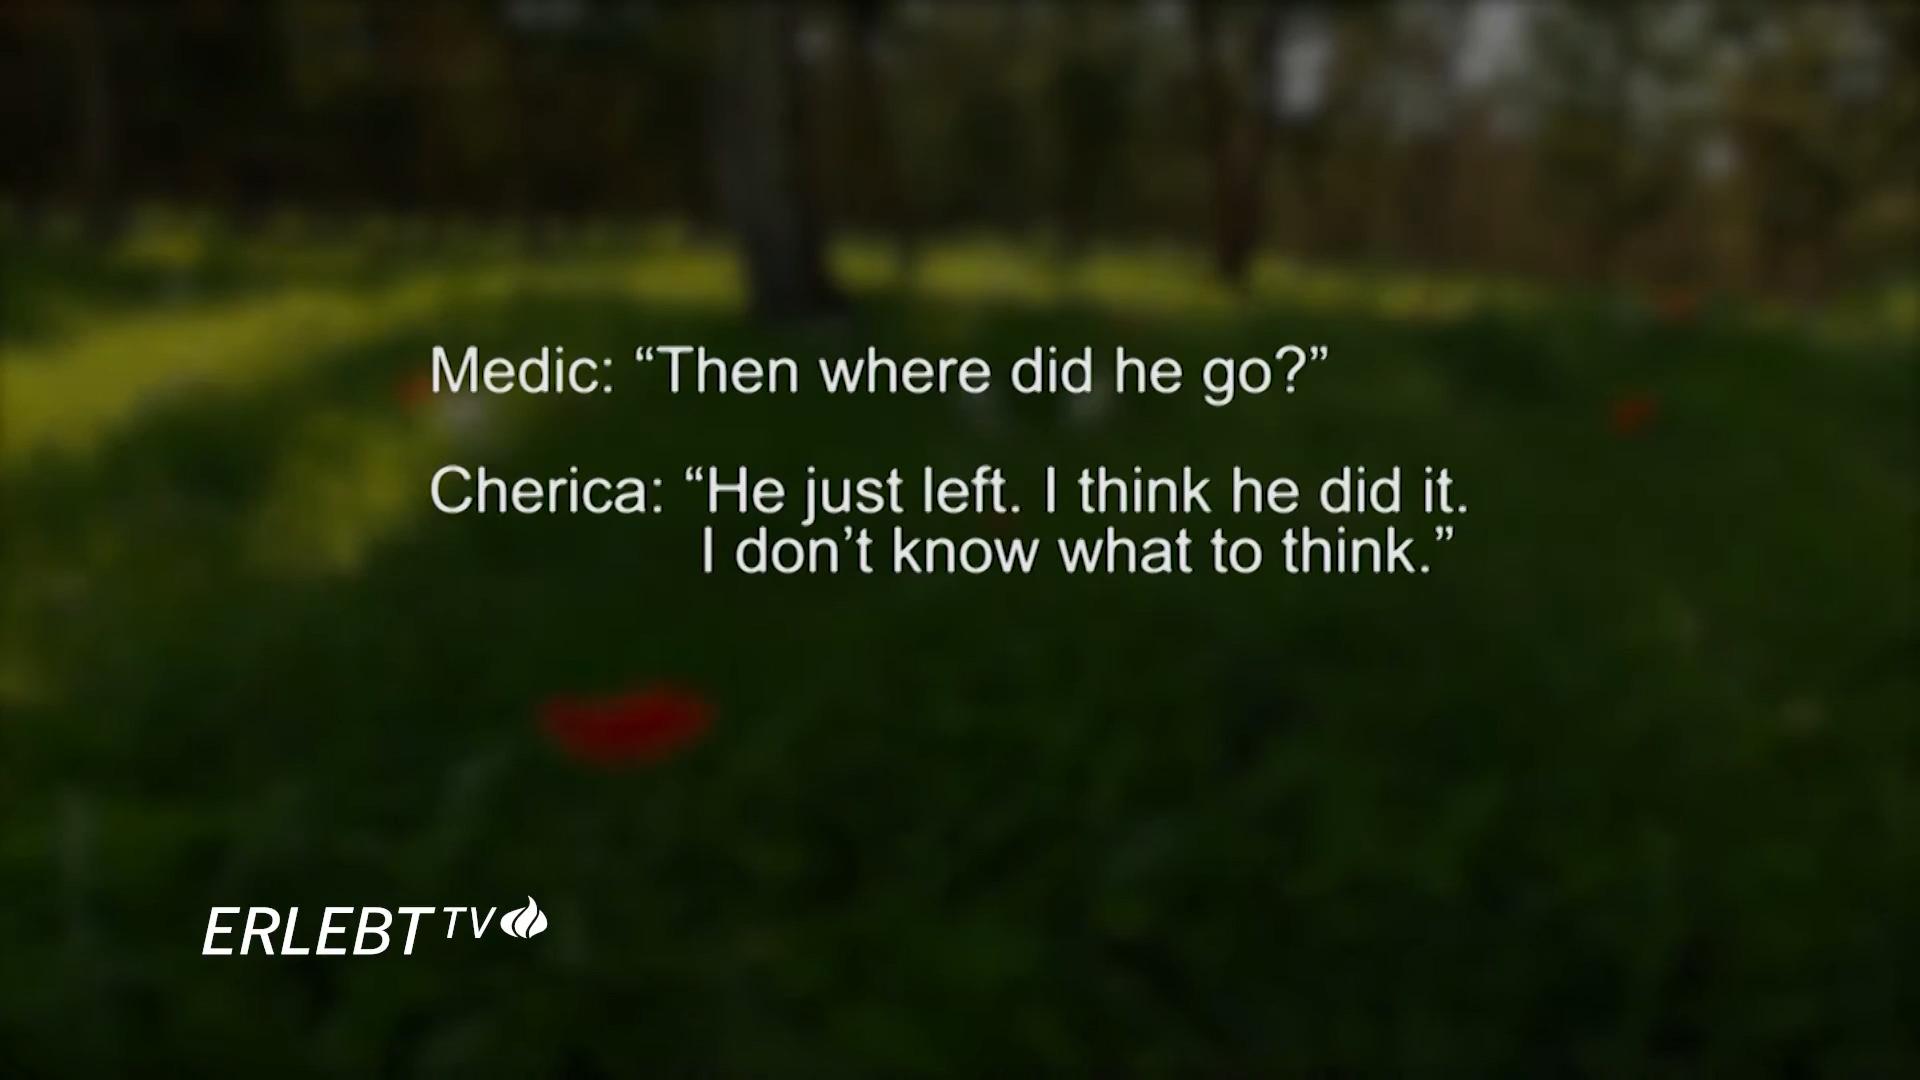 Medic: “Then where did he go?”
Cherica: “He just left. I think he did it.
I don’t know what to think.”
ERLEBT TV